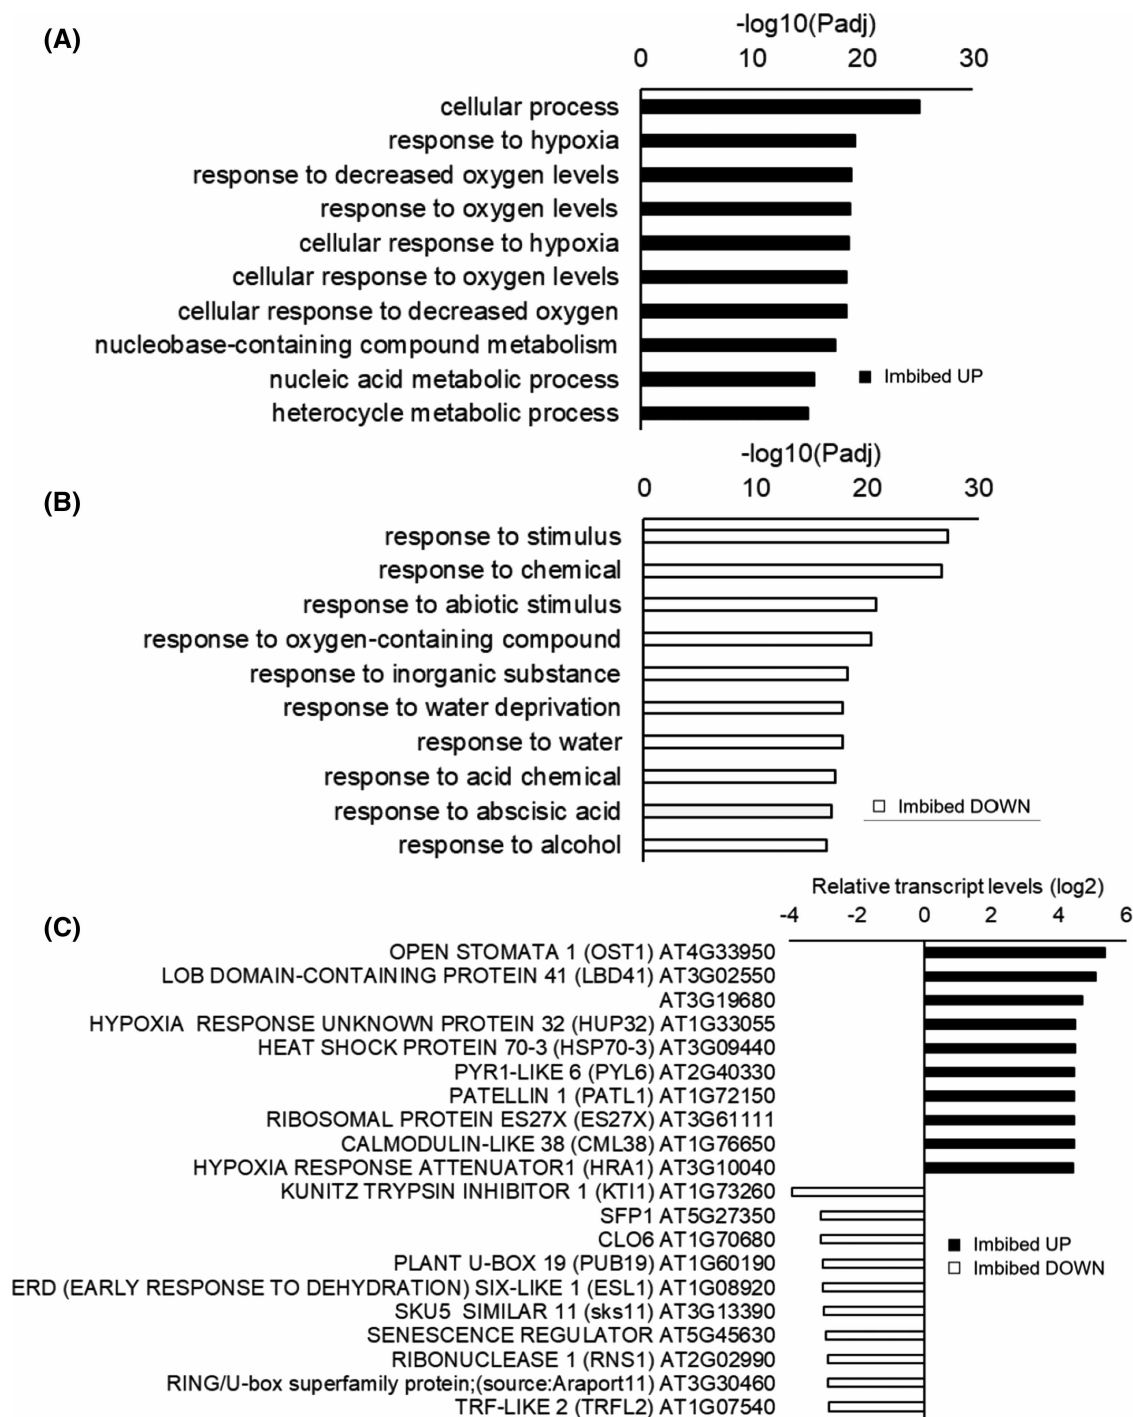 (A)
-log10(Padj)
0 10 20 30
cellular process
response to hypoxia
response to decreased oxygen levels
response to oxygen levels
cellular response to hypoxia
cellular response to oxygen levels
cellular response to decreased oxygen
nucleobase-containing compound metabolism
nucleic acid metabolic process
Imbibed UP
heterocycle metabolic process
(B)
-log10(Padj)
0 10 20 30
response to stimulus
response to chemical
response to abiotic stimulus
response to oxygen-containing compound
response to inorganic substance
response to water deprivation
response to water
response to acid chemical
response to abscisic acid
Imbibed DOWN
response to alcohol
(C)
Relative transcript levels (log2)
-4 -2 0 2 4 6
OPEN STOMATA 1 (OST1) AT4G33950
LOB DOMAIN-CONTAINING PROTEIN 41 (LBD41) AT3G02550
AT3G19680
HYPOXIA RESPONSE UNKNOWN PROTEIN 32 (HUP32) AT1G33055
HEAT SHOCK PROTEIN 70-3 (HSP70-3) AT3G09440
PYR1-LIKE 6 (PYL6) AT2G40330
PATELLIN 1 (PATL1) AT1G72150
RIBOSOMAL PROTEIN ES27X (ES27X) AT3G61111
CALMODULIN-LIKE 38 (CML38) AT1G76650
HYPOXIA RESPONSE ATTENUATOR1 (HRA1) AT3G10040
KUNITZ TRYPSIN INHIBITOR 1 (KTI1) AT1G73260
SFP1 AT5G27350
CLO6 AT1G70680
PLANT U-BOX 19 (PUB19) AT1G60190
ERD (EARLY RESPONSE TO DEHYDRATION) SIX-LIKE 1 (ESL1) AT1G08920
SKU5 SIMILAR 11 (sks11) AT3G13390
SENESCENCE REGULATOR AT5G45630
RIBONUCLEASE 1 (RNS1) AT2G02990
RING/U-box superfamily protein;(source:Araport11) AT3G30460
TRF-LIKE 2 (TRFL2) AT1G07540
Imbibed UP
Imbibed DOWN